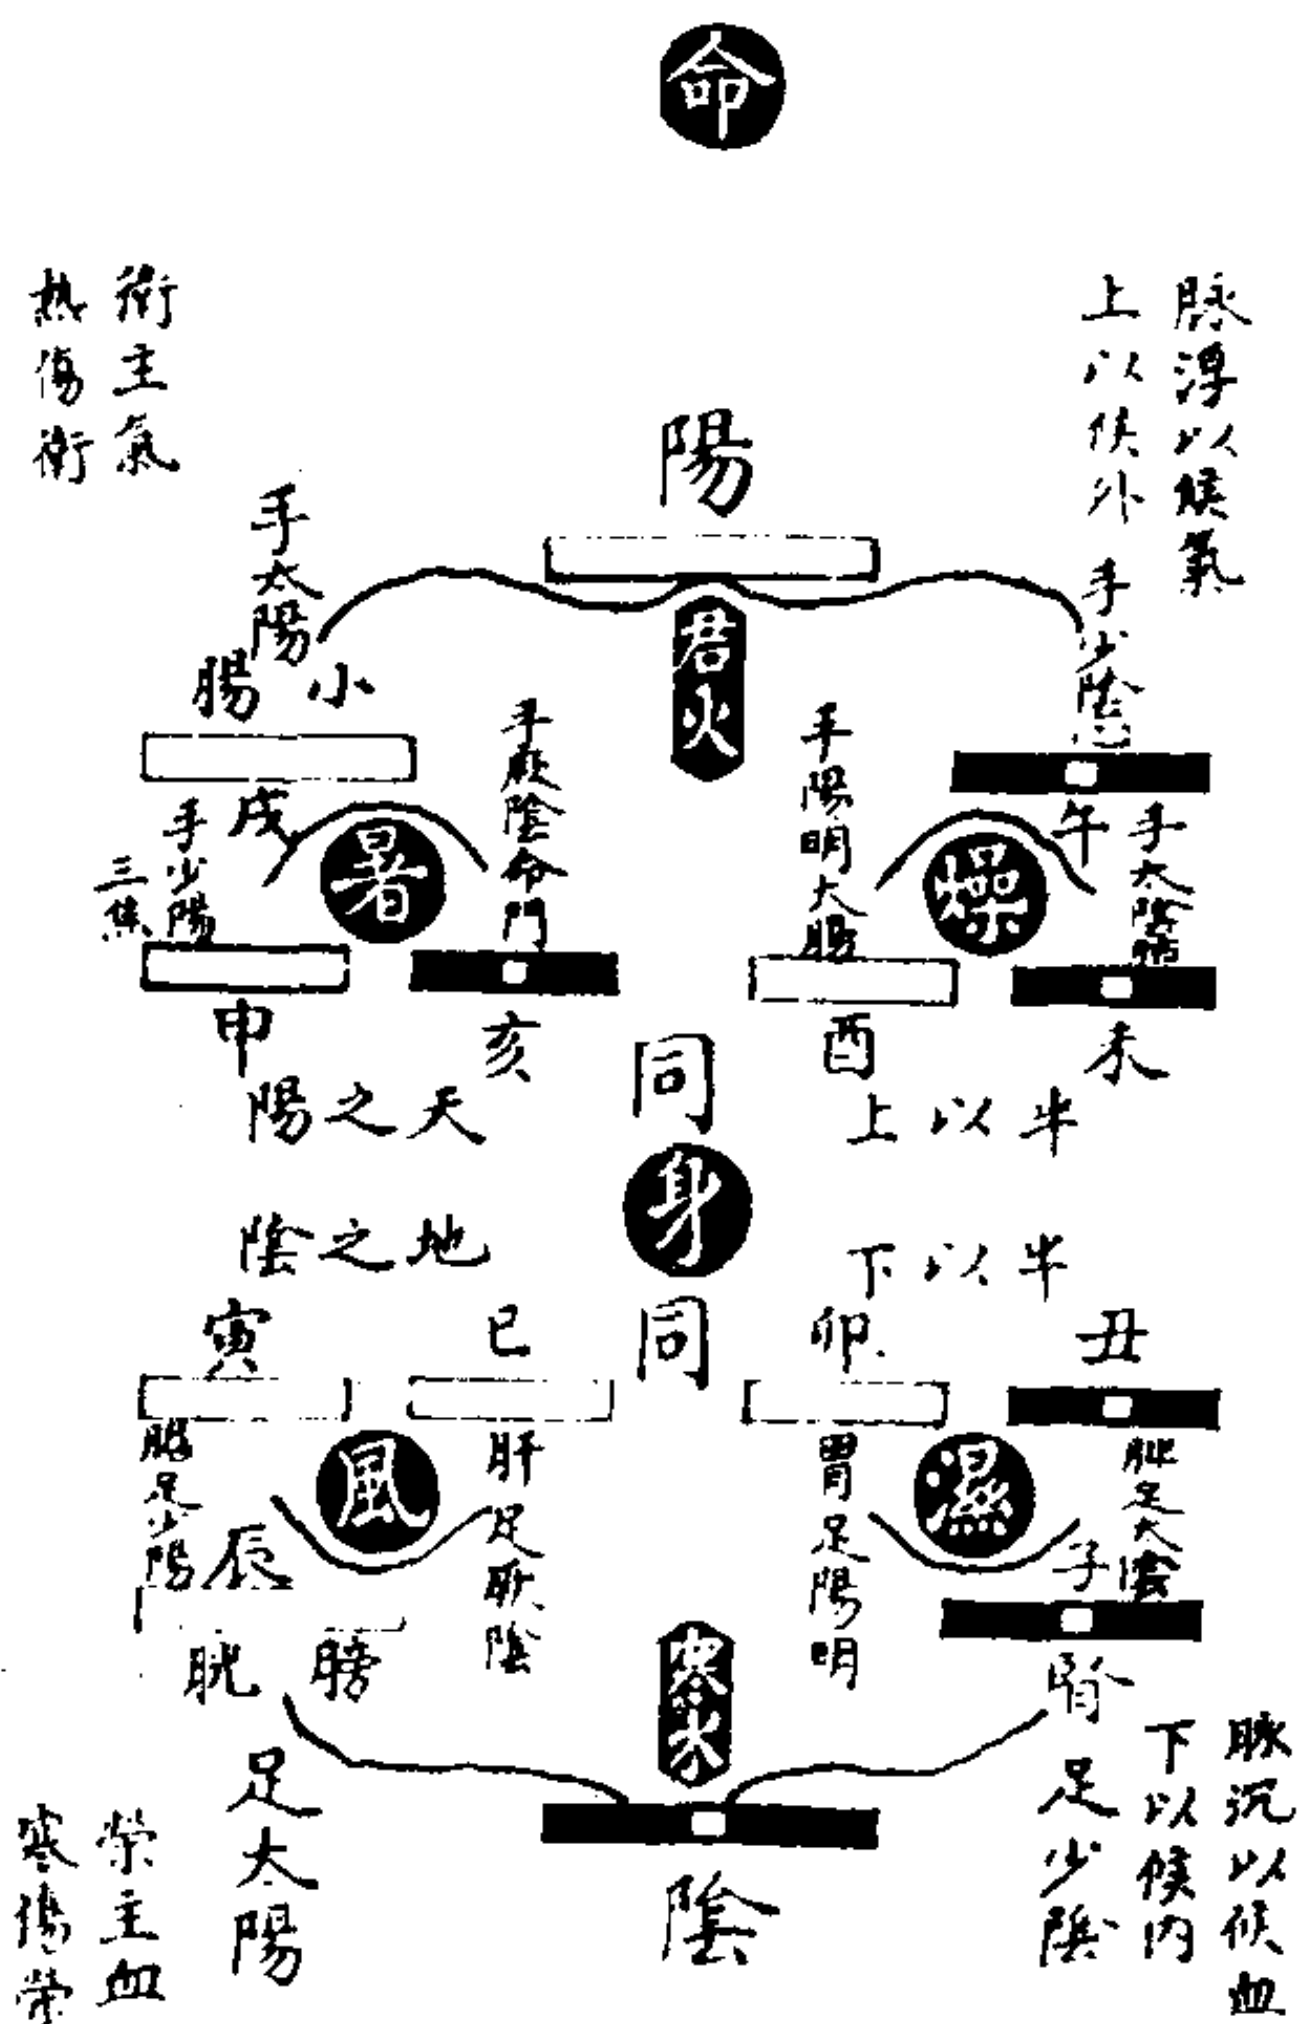 命
脉浮以候氣
上以候外
衛主氣
熱傷衛
陽
君火
手少陰心
午
手太陽
小腸
戌
手太陰肺
未
燥
手陽明大腸
酉
手厥陰命門
亥
暑
手少陽
三焦
申
半以上
天之陽
同
身
同
半以下
地之陰
丑
脾足太陰
濕
卯
胃足陽明
巳
肝足厥陰
風
寅
膽足少陽
子
腎
足少陰
辰
膀胱
足太陽
寒水
陰
脉沉以候血
下以候内
榮主血
寒傷榮